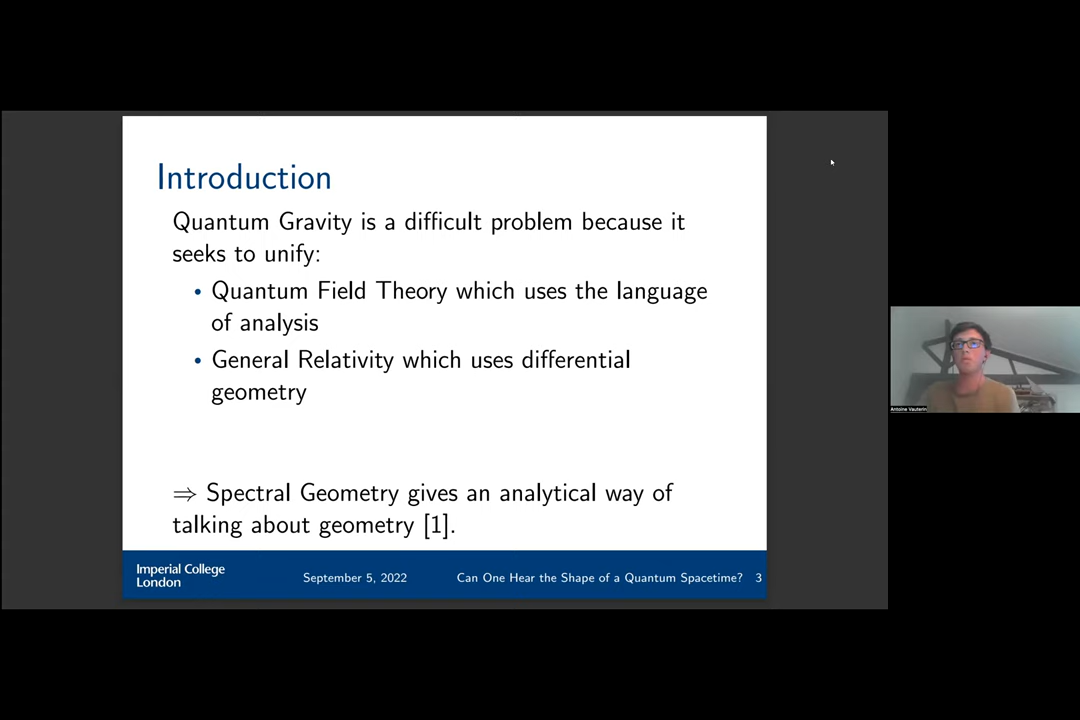 Introduction
Quantum Gravity is a difficult problem because it
seeks to unify:
• Quantum Field Theory which uses the language
of analysis
• General Relativity which uses differential
geometry
⇒ Spectral Geometry gives an analytical way of
talking about geometry [1].
Imperial College
London
September 5, 2022
Can One Hear the Shape of a Quantum Spacetime?
3
Antoine Vauterin